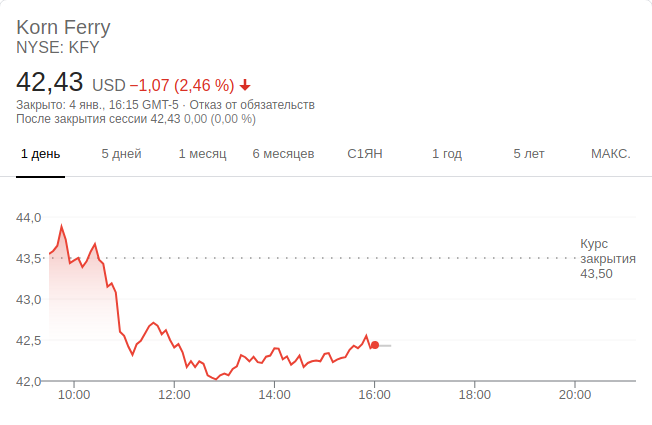 Korn Ferry
NYSE: KFY
42,43 USD −1,07 (2,46 %)
Закрыто: 4 янв., 16:15 GMT-5 · Отказ от обязательств
После закрытия сессии 42,43 0,00 (0,00 %)
1 день 5 дней 1 месяц 6 месяцев С1ЯН 1 год 5 лет МАКС.
44,0
Курс
43,5 закрытия
43,50
43,0
42,5
42,0
10:00 12:00 14:00 16:00 18:00 20:00